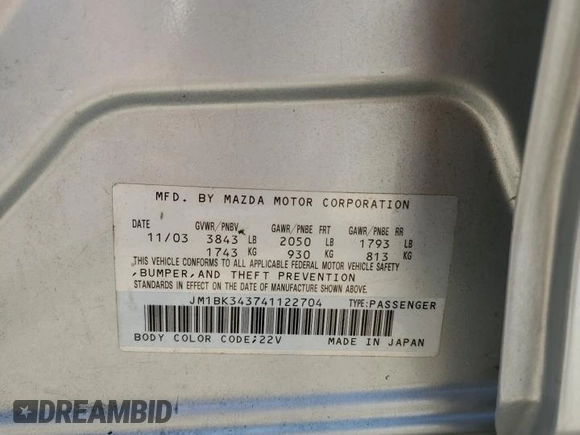 MFD. BY MAZDA MOTOR CORPORATION
DATE GVWR/PNBV GAWR/PNBE FRT GAWR/PNBE RR
11/03 3843 LB 2050 LB 1793 LB
1743 KG 930 KG 813 KG
THIS VEHICLE CONFORMS TO ALL APPLICABLE FEDERAL MOTOR VEHICLE SAFETY
,BUMPER,AND THEFT PREVENTION
STANDARDS IN EFFECT ON THE DATE OF MANUFACTURE SHOWN ABOVE.
JM1BK343741122704 TYPE:PASSENGER
BODY COLOR CODE;22V MADE IN JAPAN
DREAMBID